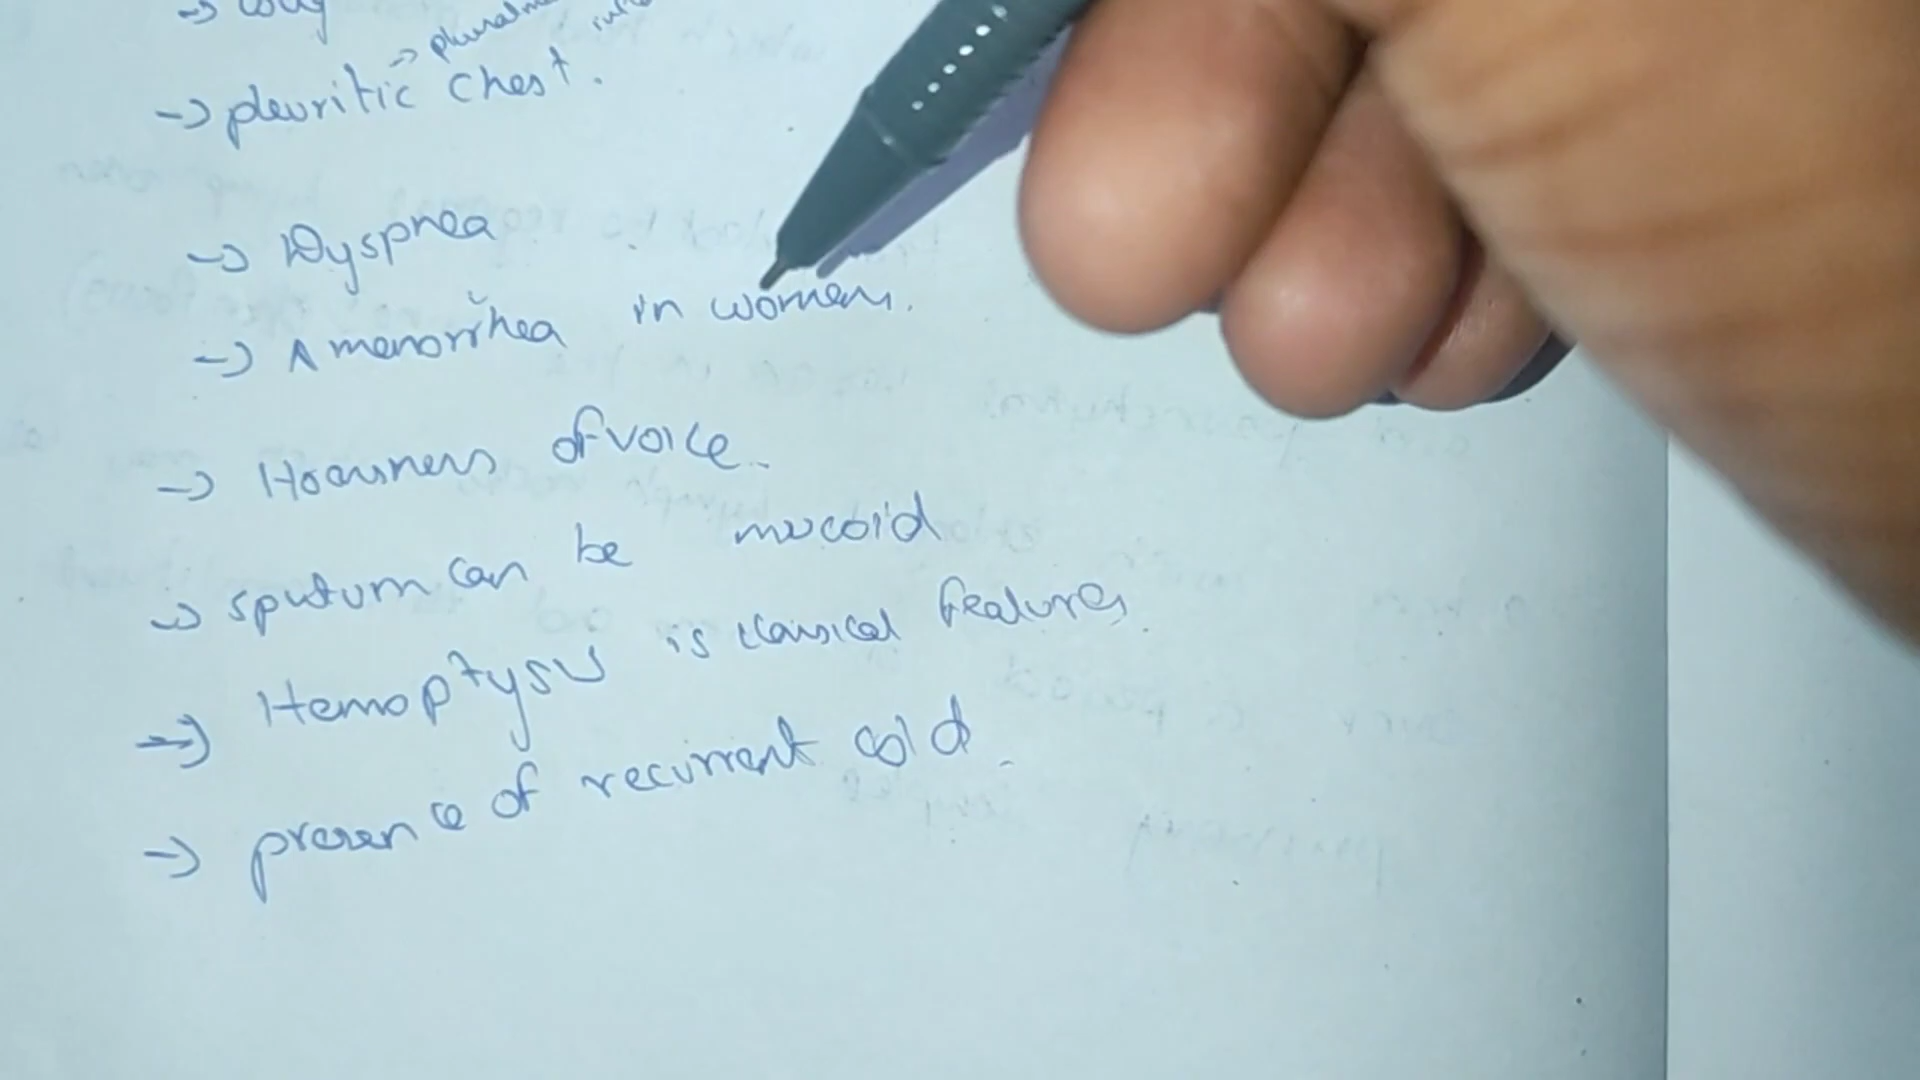 → pleuritic chest.
→ Dyspnea
→ Amenorrhea in women.
→ Hoarsness of voice.
→ sputum can be mucoid
→ Hemoptysis is classical features.
→ presence of recurrent cold.